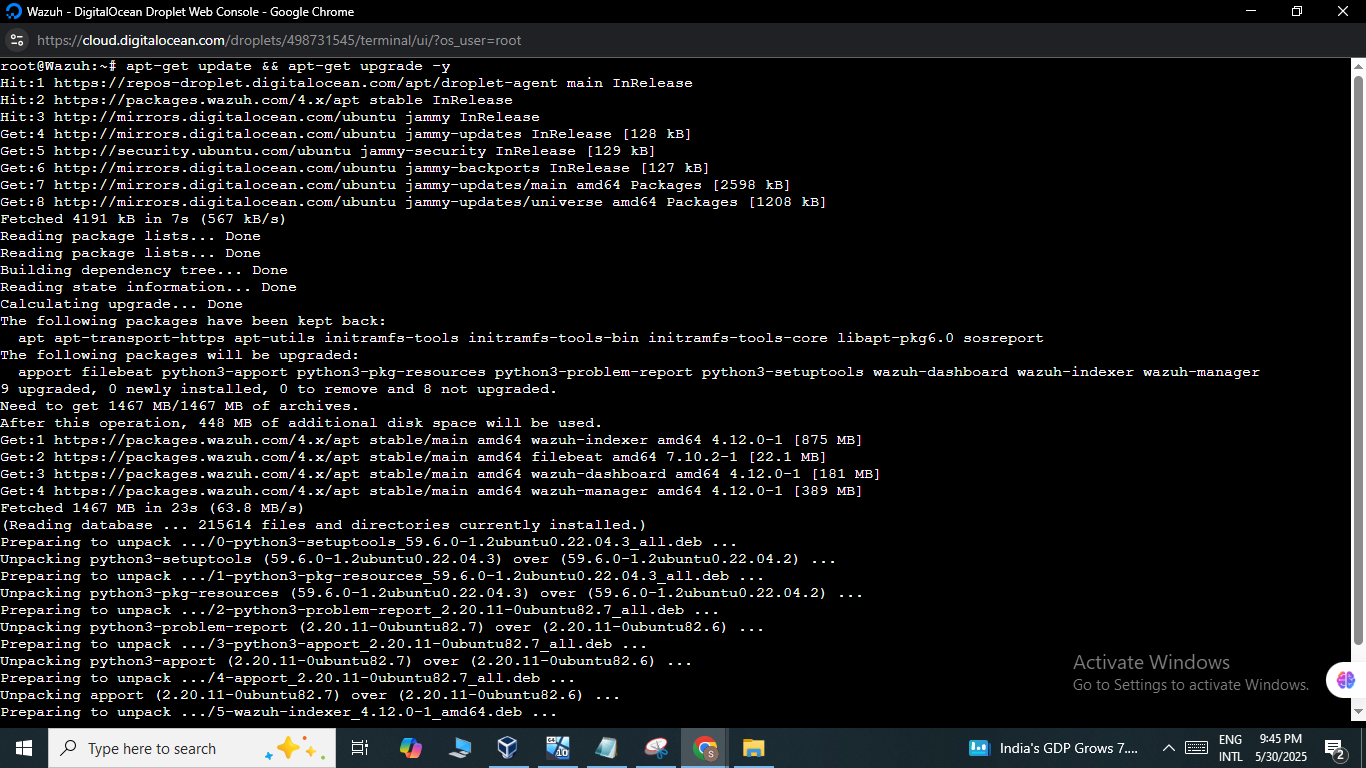 Wazuh - DigitalOcean Droplet Web Console - Google Chrome
https://cloud.digitalocean.com/droplets/498731545/terminal/ui/?os_user=root
root@Wazuh:~# apt-get update && apt-get upgrade -y
Hit:1 https://repos-droplet.digitalocean.com/apt/droplet-agent main InRelease
Hit:2 https://packages.wazuh.com/4.x/apt stable InRelease
Hit:3 http://mirrors.digitalocean.com/ubuntu jammy InRelease
Get:4 http://mirrors.digitalocean.com/ubuntu jammy-updates InRelease [128 kB]
Get:5 http://security.ubuntu.com/ubuntu jammy-security InRelease [129 kB]
Get:6 http://mirrors.digitalocean.com/ubuntu jammy-backports InRelease [127 kB]
Get:7 http://mirrors.digitalocean.com/ubuntu jammy-updates/main amd64 Packages [2598 kB]
Get:8 http://mirrors.digitalocean.com/ubuntu jammy-updates/universe amd64 Packages [1208 kB]
Fetched 4191 kB in 7s (567 kB/s)
Reading package lists... Done
Reading package lists... Done
Building dependency tree... Done
Reading state information... Done
Calculating upgrade... Done
The following packages have been kept back:
apt apt-transport-https apt-utils initramfs-tools initramfs-tools-bin initramfs-tools-core libapt-pkg6.0 sosreport
The following packages will be upgraded:
apport filebeat python3-apport python3-pkg-resources python3-problem-report python3-setuptools wazuh-dashboard wazuh-indexer wazuh-manager
9 upgraded, 0 newly installed, 0 to remove and 8 not upgraded.
Need to get 1467 MB/1467 MB of archives.
After this operation, 448 MB of additional disk space will be used.
Get:1 https://packages.wazuh.com/4.x/apt stable/main amd64 wazuh-indexer amd64 4.12.0-1 [875 MB]
Get:2 https://packages.wazuh.com/4.x/apt stable/main amd64 filebeat amd64 7.10.2-1 [22.1 MB]
Get:3 https://packages.wazuh.com/4.x/apt stable/main amd64 wazuh-dashboard amd64 4.12.0-1 [181 MB]
Get:4 https://packages.wazuh.com/4.x/apt stable/main amd64 wazuh-manager amd64 4.12.0-1 [389 MB]
Fetched 1467 MB in 23s (63.8 MB/s)
(Reading database ... 215614 files and directories currently installed.)
Preparing to unpack .../0-python3-setuptools_59.6.0-1.2ubuntu0.22.04.3_all.deb ...
Unpacking python3-setuptools (59.6.0-1.2ubuntu0.22.04.3) over (59.6.0-1.2ubuntu0.22.04.2) ...
Preparing to unpack .../1-python3-pkg-resources_59.6.0-1.2ubuntu0.22.04.3_all.deb ...
Unpacking python3-pkg-resources (59.6.0-1.2ubuntu0.22.04.3) over (59.6.0-1.2ubuntu0.22.04.2) ...
Preparing to unpack .../2-python3-problem-report_2.20.11-0ubuntu82.7_all.deb ...
Unpacking python3-problem-report (2.20.11-0ubuntu82.7) over (2.20.11-0ubuntu82.6) ...
Preparing to unpack .../3-python3-apport_2.20.11-0ubuntu82.7_all.deb ...
Unpacking python3-apport (2.20.11-0ubuntu82.7) over (2.20.11-0ubuntu82.6) ...
Preparing to unpack .../4-apport_2.20.11-0ubuntu82.7_all.deb ...
Unpacking apport (2.20.11-0ubuntu82.7) over (2.20.11-0ubuntu82.6) ...
Preparing to unpack .../5-wazuh-indexer_4.12.0-1_amd64.deb ...
Activate Windows
Go to Settings to activate Windows.
Type here to search
64
10
S
India's GDP Grows 7....
ENG
INTL
9:45 PM
5/30/2025
2